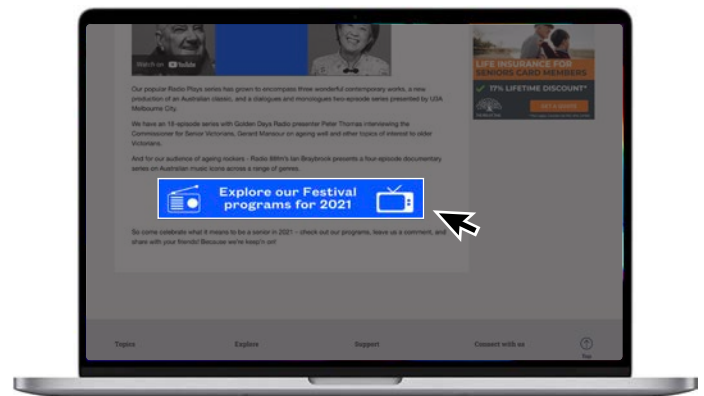 Watch on YouTube
Our popular Radio Plays series has grown to encompass three wonderful contemporary works, a new
production of an Australian classic, and a dialogues and monologues two-episode series presented by U3A
Melbourne City.
We have an 18-episode series with Golden Days Radio presenter Peter Thomas interviewing the
Commissioner for Senior Victorians, Gerard Mansour on ageing well and other topics of interest to older
Victorians.
And for our audience of ageing rockers - Radio 88fm's Ian Braybrook presents a four-episode documentary
series on Australian music icons across a range of genres.
Explore our Festival
programs for 2021
So come celebrate what it means to be a senior in 2021 – check out our programs, leave us a comment, and
share with your friends! Because we're keep'n on!
LIFE INSURANCE FOR
SENIORS CARD MEMBERS
17% LIFETIME DISCOUNT*
GET A QUOTE
Topics
Explore
Support
Connect with us
Top